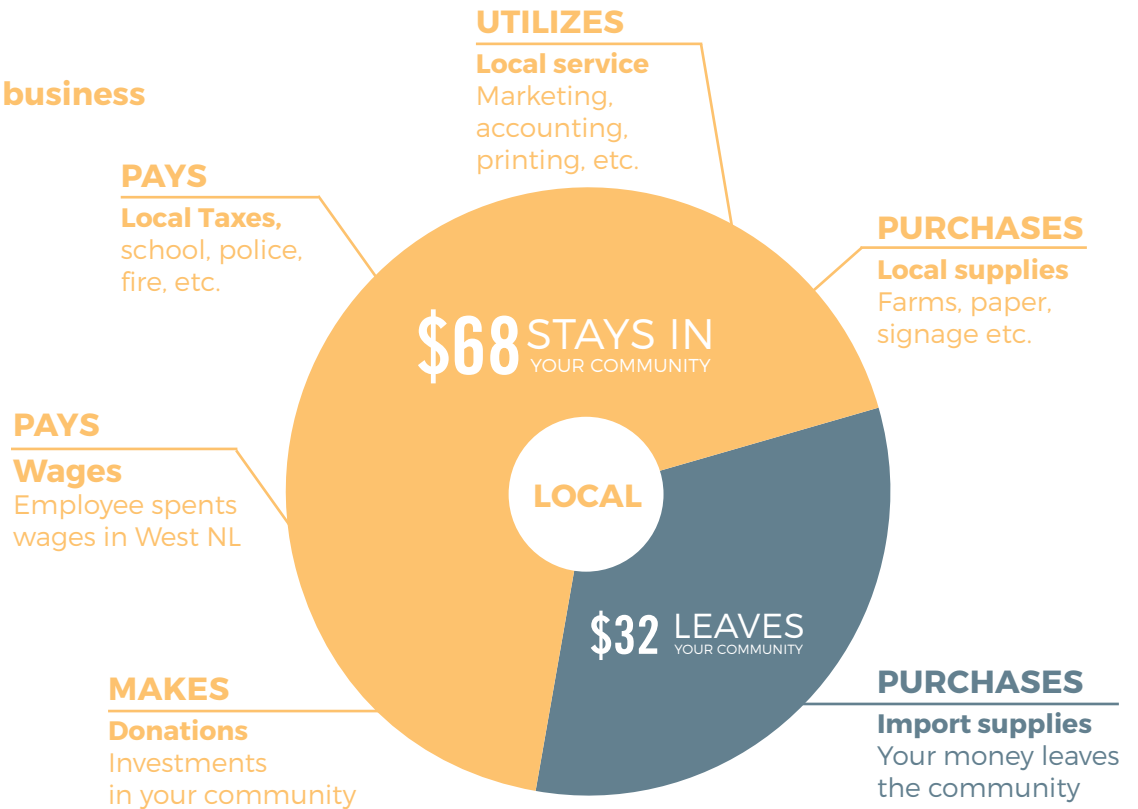 business
UTILIZES
Local service
Marketing,
accounting,
printing, etc.
PAYS
Local Taxes,
school, police,
fire, etc.
PURCHASES
Local supplies
Farms, paper,
signage etc.
$68 STAYS IN
YOUR COMMUNITY
PAYS
Wages
Employee spents
wages in West NL
LOCAL
$32 LEAVES
YOUR COMMUNITY
MAKES
Donations
Investments
in your community
PURCHASES
Import supplies
Your money leaves
the community